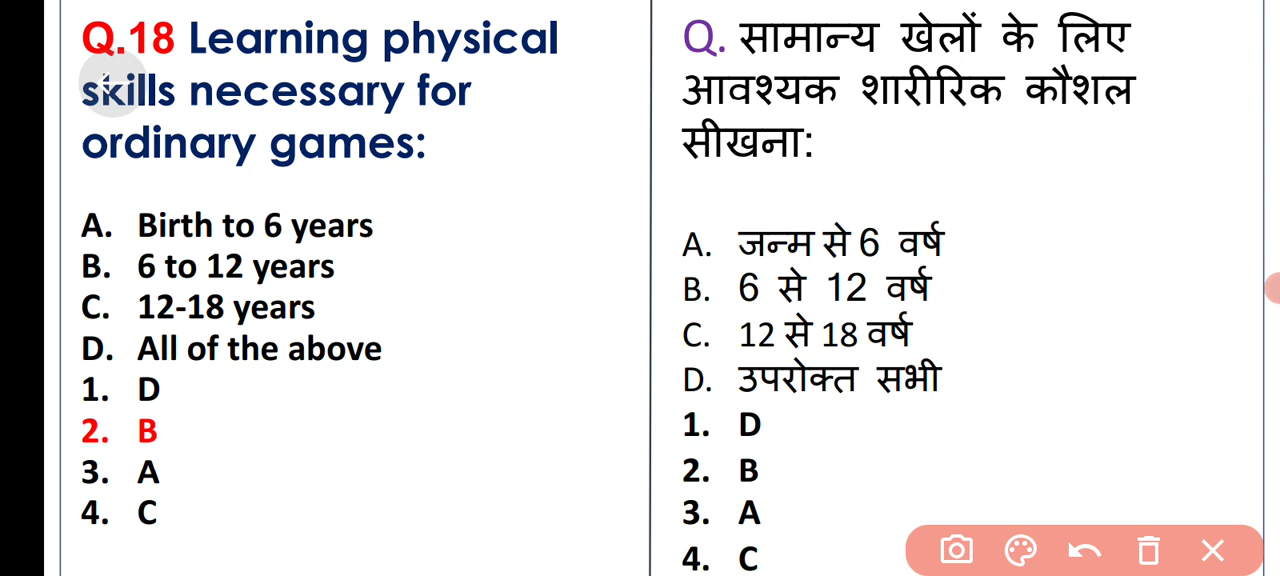 Q.18 Learning physical
skills necessary for
ordinary games:
A. Birth to 6 years
B. 6 to 12 years
C. 12-18 years
D. All of the above
1. D
2. B
3. A
4. C
Q. सामान्य खेलों के लिए
आवश्यक शारीरिक कौशल
सीखना:
A. जन्म से 6 वर्ष
B. 6 से 12 वर्ष
C. 12 से 18 वर्ष
D. उपरोक्त सभी
1. D
2. B
3. A
4. C